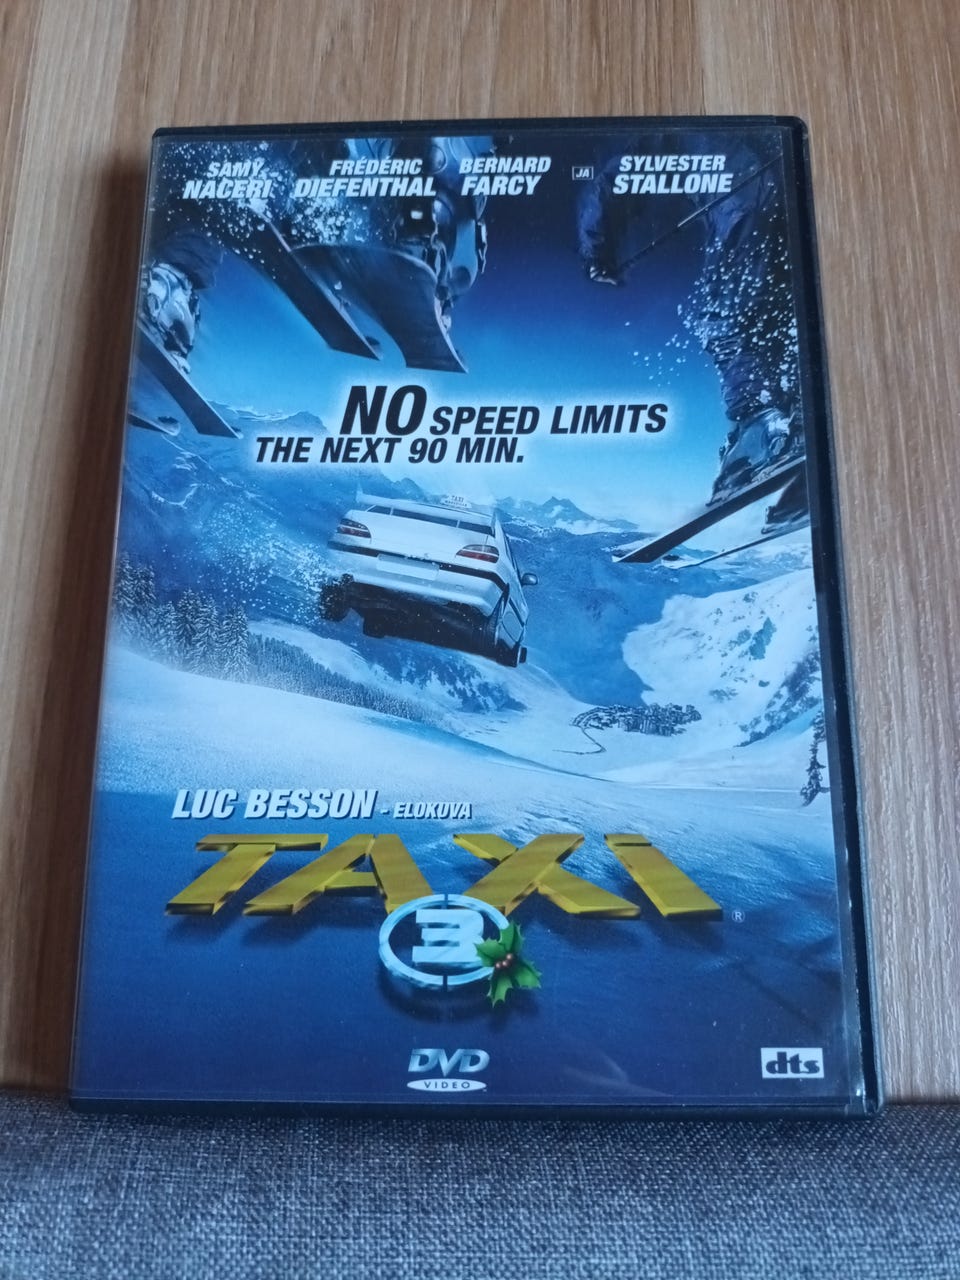 SAMY NACERI
FRÉDÉRIC DIEFENTHAL
BERNARD FARCY
JA
SYLVESTER STALLONE
NO SPEED LIMITS
THE NEXT 90 MIN.
TAXI
LUC BESSON - ELOKUVA
TAXI
®
3
DVD
VIDEO
dts